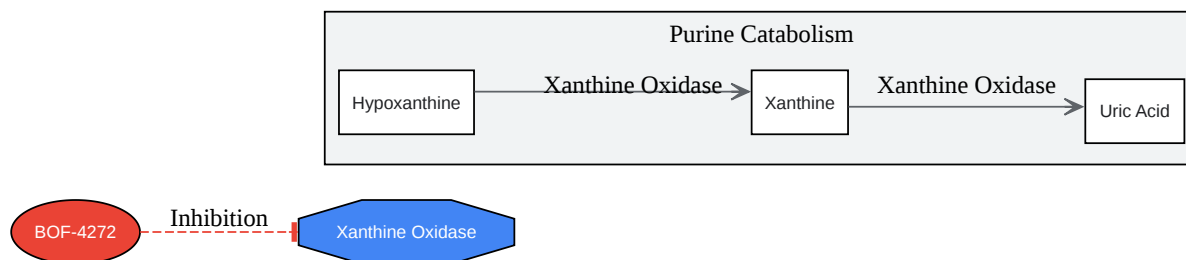 Purine Catabolism
Hypoxanthine
Xanthine Oxidase
Xanthine
Xanthine Oxidase
Uric Acid
BOF-4272
Inhibition
Xanthine Oxidase